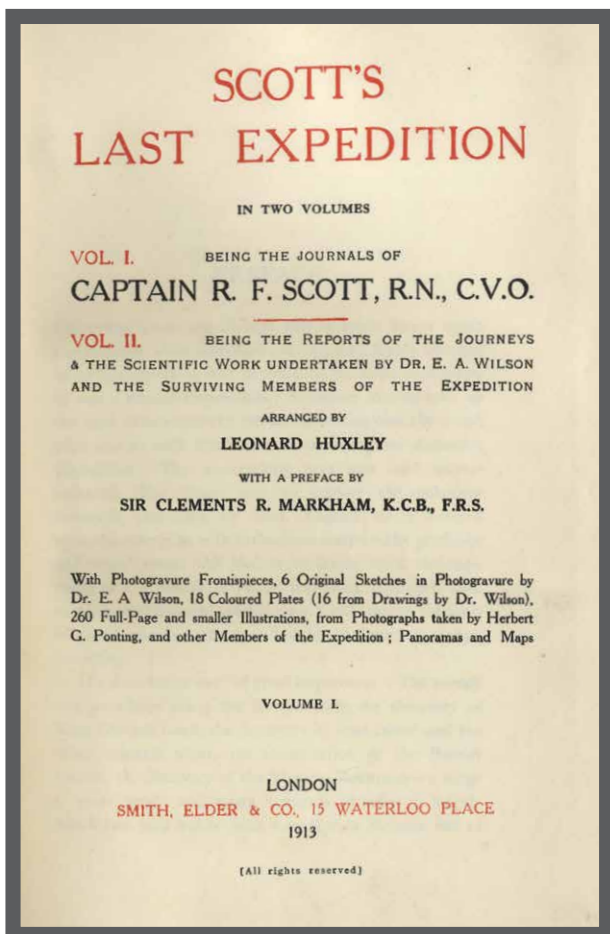 SCOTT'S
LAST EXPEDITION
IN TWO VOLUMES
VOL. I. BEING THE JOURNALS OF
CAPTAIN R. F. SCOTT, R.N., C.V.O.
VOL. II. BEING THE REPORTS OF THE JOURNEYS
& THE SCIENTIFIC WORK UNDERTAKEN BY DR. E. A. WILSON
AND THE SURVIVING MEMBERS OF THE EXPEDITION
ARRANGED BY
LEONARD HUXLEY
WITH A PREFACE BY
SIR CLEMENTS R. MARKHAM, K.C.B., F.R.S.
With Photogravure Frontispieces, 6 Original Sketches in Photogravure by
Dr. E. A Wilson, 18 Coloured Plates (16 from Drawings by Dr. Wilson),
260 Full-Page and smaller Illustrations, from Photographs taken by Herbert
G. Ponting, and other Members of the Expedition ; Panoramas and Maps
VOLUME I.
LONDON
SMITH, ELDER & CO., 15 WATERLOO PLACE
1913
[All rights reserved]